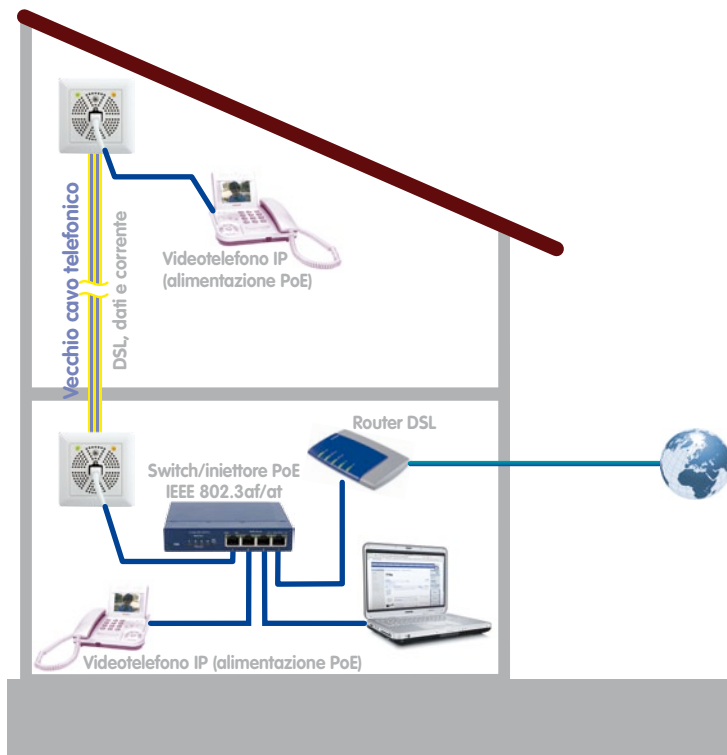 Vecchio cavo telefonico
DSL, dati e corrente
Videotelefono IP
(alimentazione PoE)
Router DSL
Switch/iniettore PoE
IEEE 802.3af/at
Videotelefono IP (alimentazione PoE)